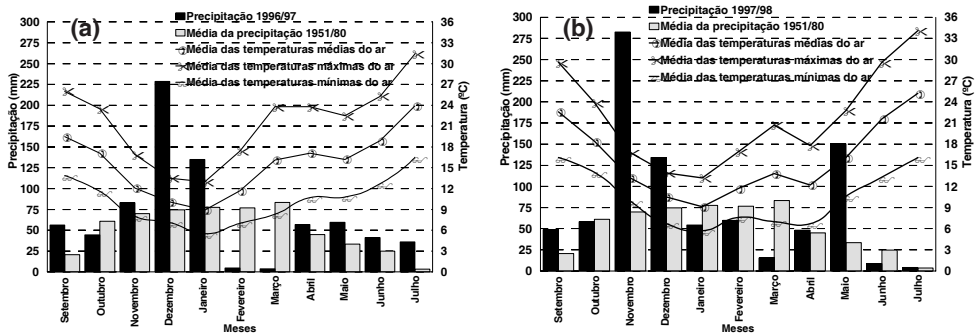 (a)
Precipitação 1996/97
Média da precipitação 1951/80
Média das temperaturas médias do ar
Média das temperaturas máximas do ar
Média das temperaturas mínimas do ar
Precipitação (mm)
300
275
250
225
200
175
150
125
100
75
50
25
0
36
33
30
27
24
21
18
15
12
9
6
3
0
Temperatura (ºC)
Setembro
Outubro
Novembro
Dezembro
Janeiro
Fevereiro
Março
Abril
Maio
Junho
Julho
Meses
(b)
Precipitação 1997/98
Média da precipitação 1951/80
Média das temperaturas médias do ar
Média das temperaturas máximas do ar
Média das temperaturas mínimas do ar
Precipitação (mm)
300
275
250
225
200
175
150
125
100
75
50
25
0
36
33
30
27
24
21
18
15
12
9
6
3
0
Temperatura (ºC)
Setembro
Outubro
Novembro
Dezembro
Janeiro
Fevereiro
Março
Abril
Maio
Junho
Julho
Meses